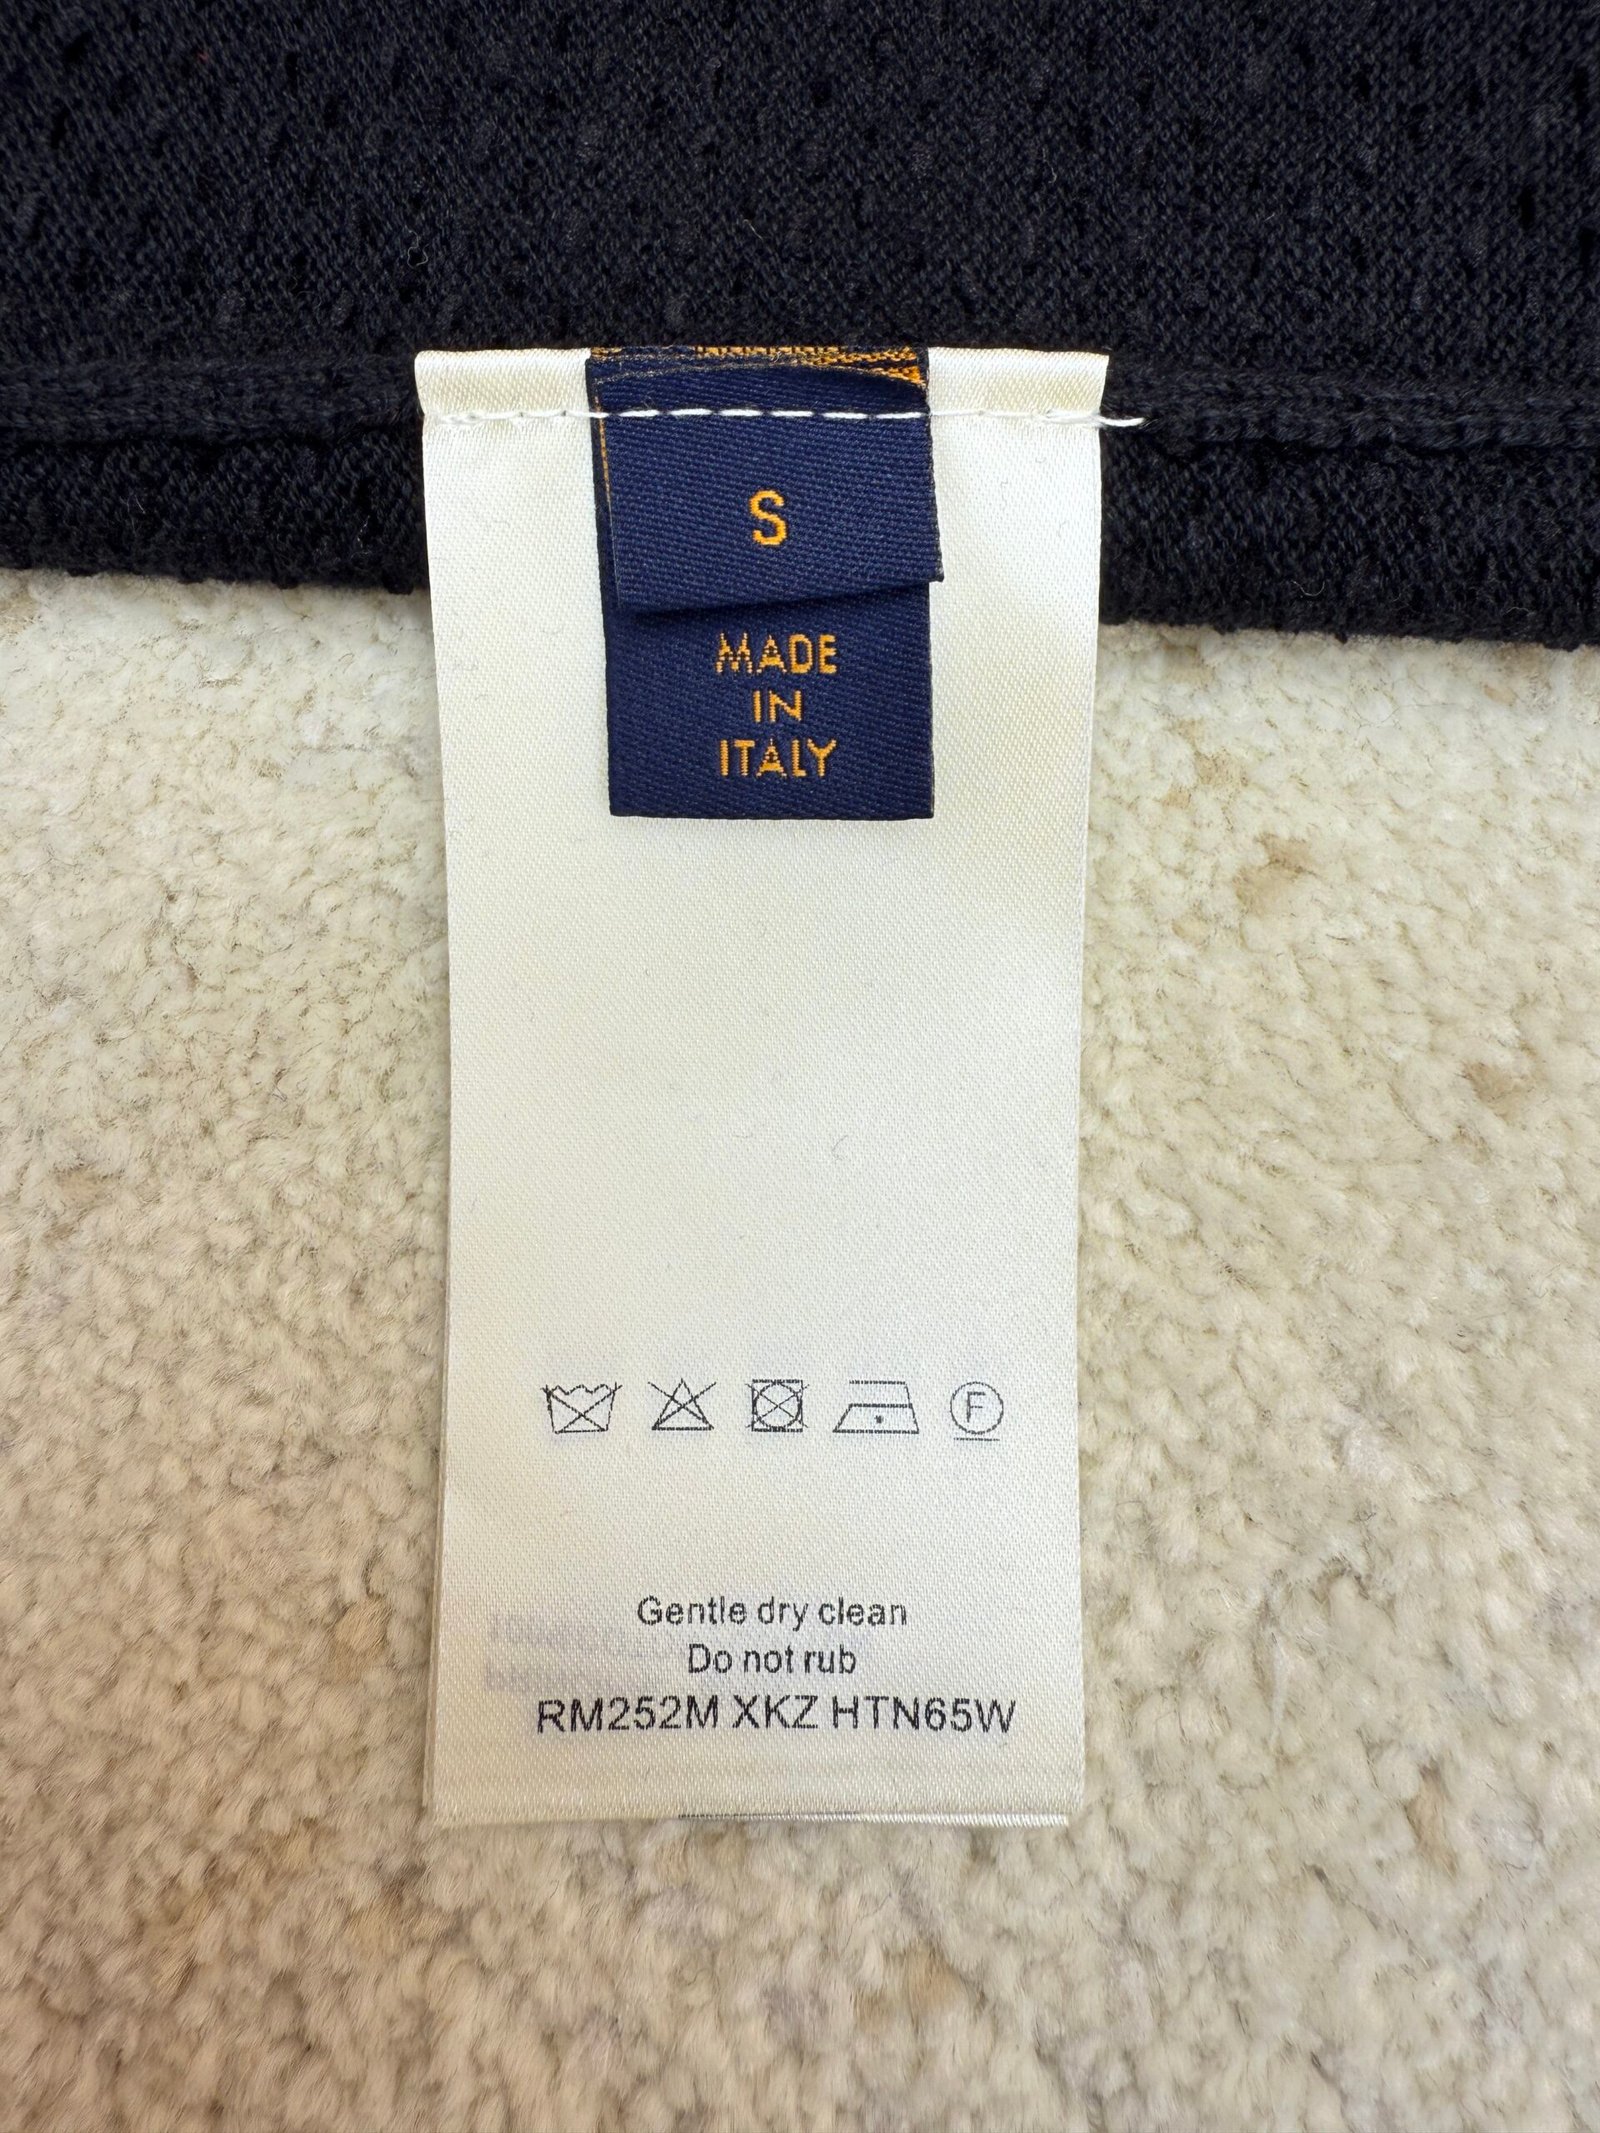 S
MADE
IN
ITALY
F
Gentle dry clean
Do not rub
RM252M XKZ HTN65W